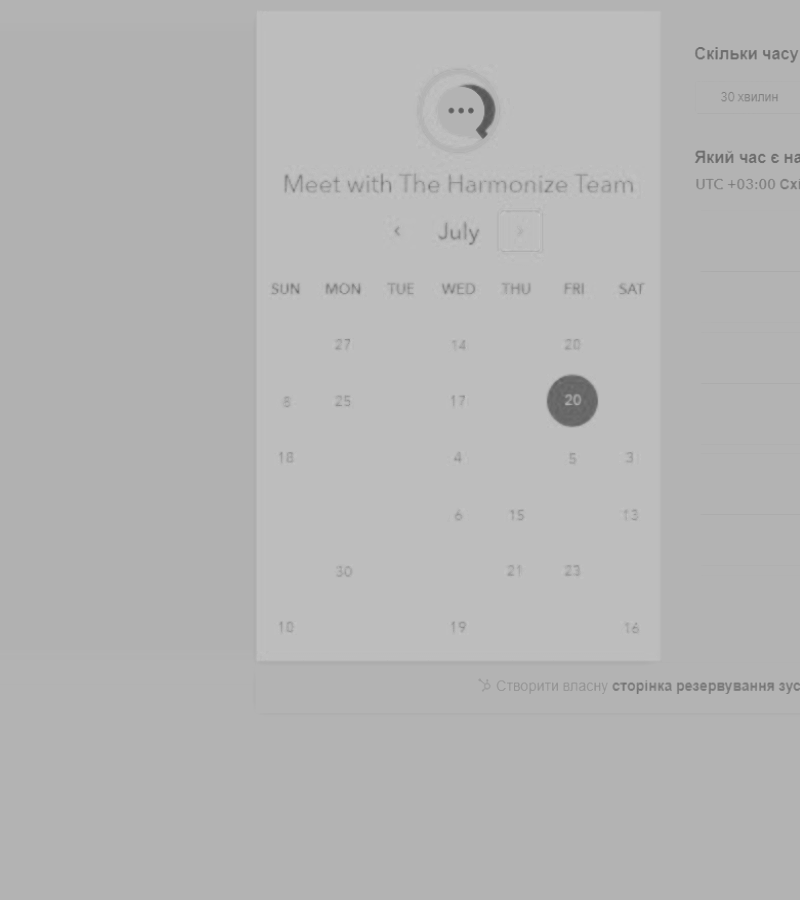 Meet with The Harmonize Team
July
SUN MON TUE WED THU FRI SAT
27 14 20
8 25 17 20
18 4 5 3
6 15 13
30 21 23
10 19 16
Скільки часу
30 хвилин
Який час є на
UTC +03:00 Схі
Створити власну сторінка резервування зус